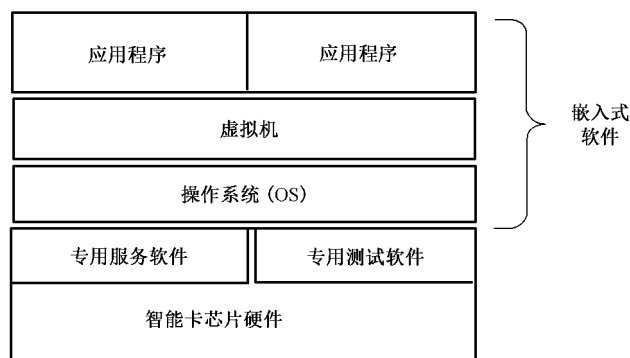 应用程序
应用程序
虚拟机
嵌入式
软件
操作系统 (OS)
专用服务软件
专用测试软件
智能卡芯片硬件